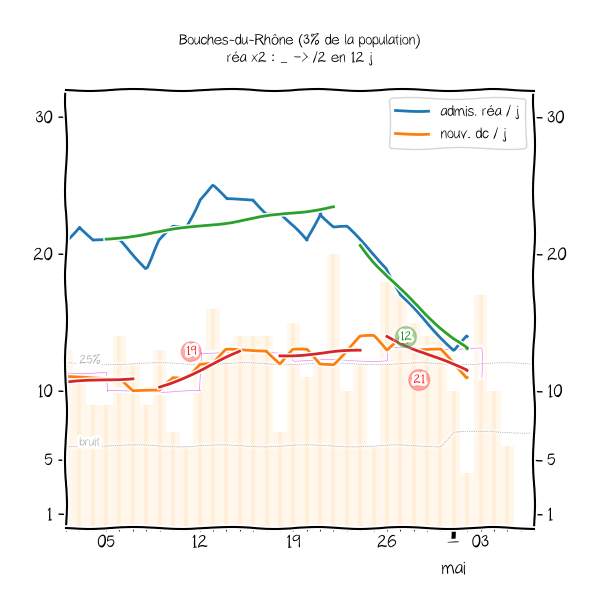 Bouches-du-Rhône (3% de la population)
réa x2 : _ -> /2 en 12 j
admis. réa / j
nouv. dc / j
30 30
20 20
10 10
5 5
1 1
25%
bruit
19
12
21
05 12 19 26 03
mai